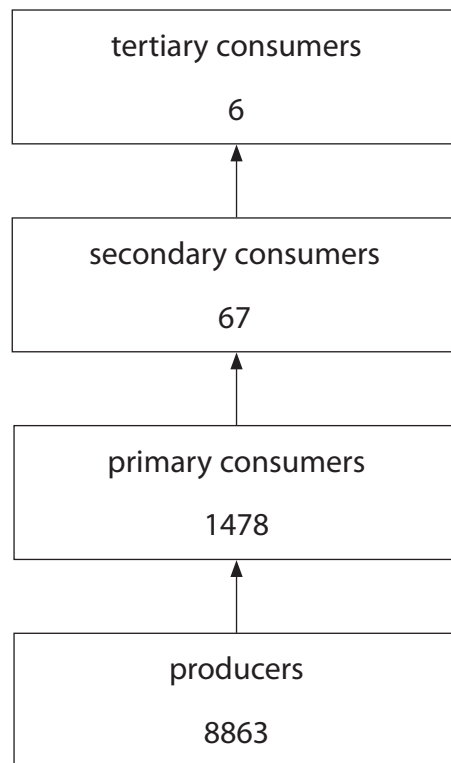 tertiary consumers
6
secondary consumers
67
primary consumers
1478
producers
8863